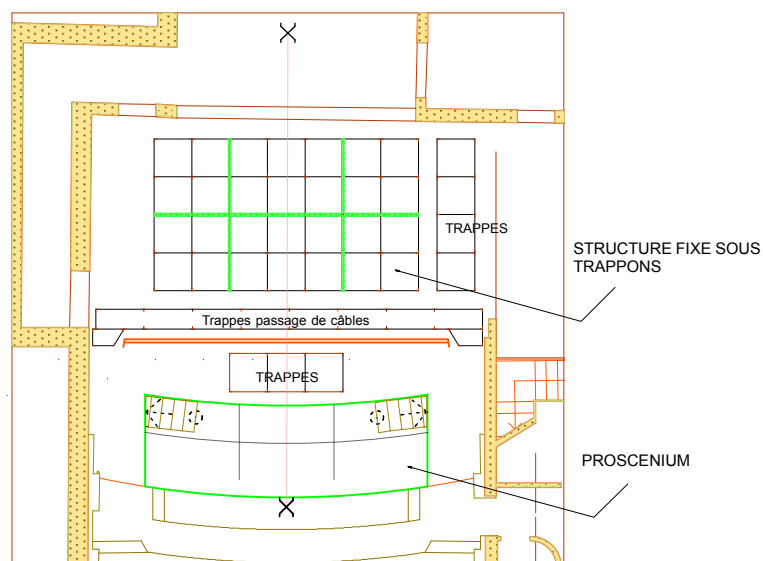 TRAPPES
STRUCTURE FIXE SOUS
TRAPPONS
Trappes passage de câbles
TRAPPES
PROSCENIUM